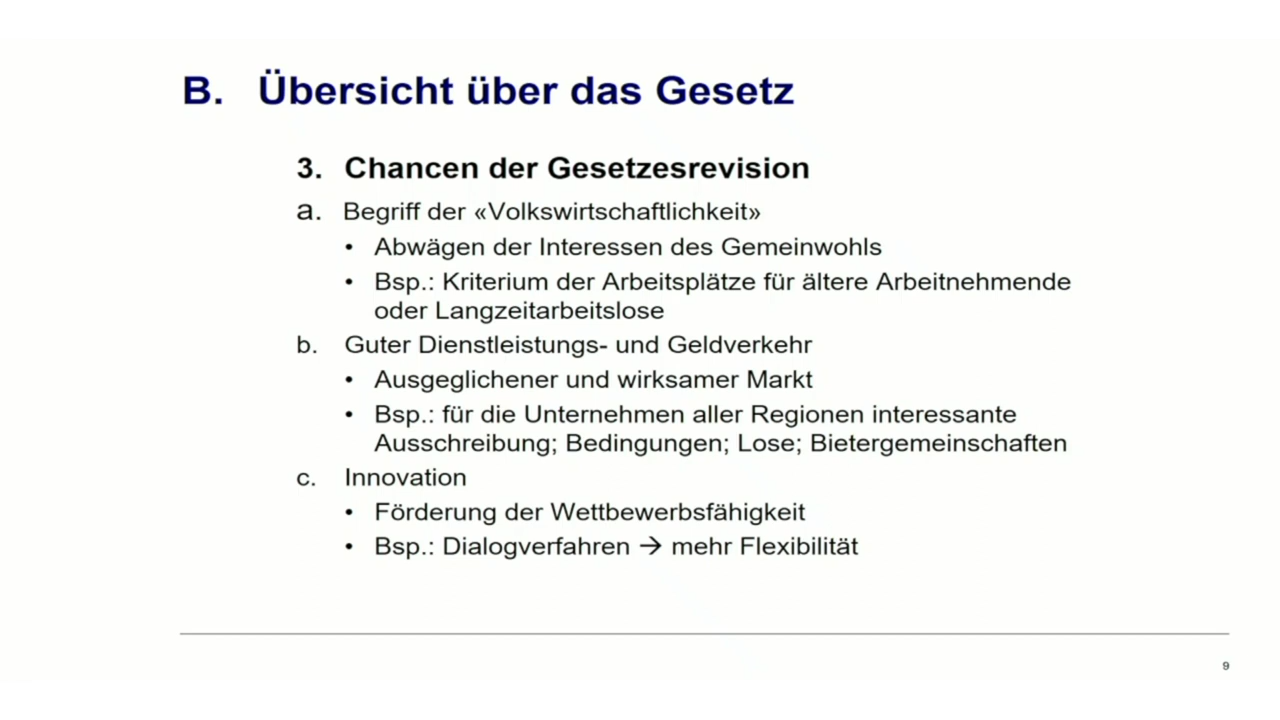 B. Übersicht über das Gesetz
3. Chancen der Gesetzesrevision
a. Begriff der «Volkswirtschaftlichkeit»
• Abwägen der Interessen des Gemeinwohls
• Bsp.: Kriterium der Arbeitsplätze für ältere Arbeitnehmende
oder Langzeitarbeitslose
b. Guter Dienstleistungs- und Geldverkehr
• Ausgeglichener und wirksamer Markt
• Bsp.: für die Unternehmen aller Regionen interessante
Ausschreibung; Bedingungen; Lose; Bietergemeinschaften
c. Innovation
• Förderung der Wettbewerbsfähigkeit
• Bsp.: Dialogverfahren → mehr Flexibilität
9